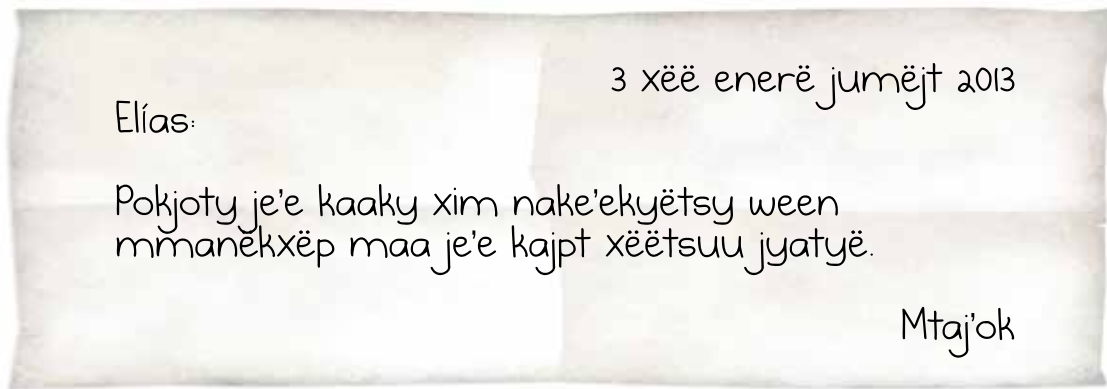 3 xëë enerë jumëjt 2013
Elías:
Pokjoty je'e kaaky xim nake'ekyëtsy ween
mmanëkxëp maa je'e kajpt xëëtsuu jyatyë.
Mtaj'ok